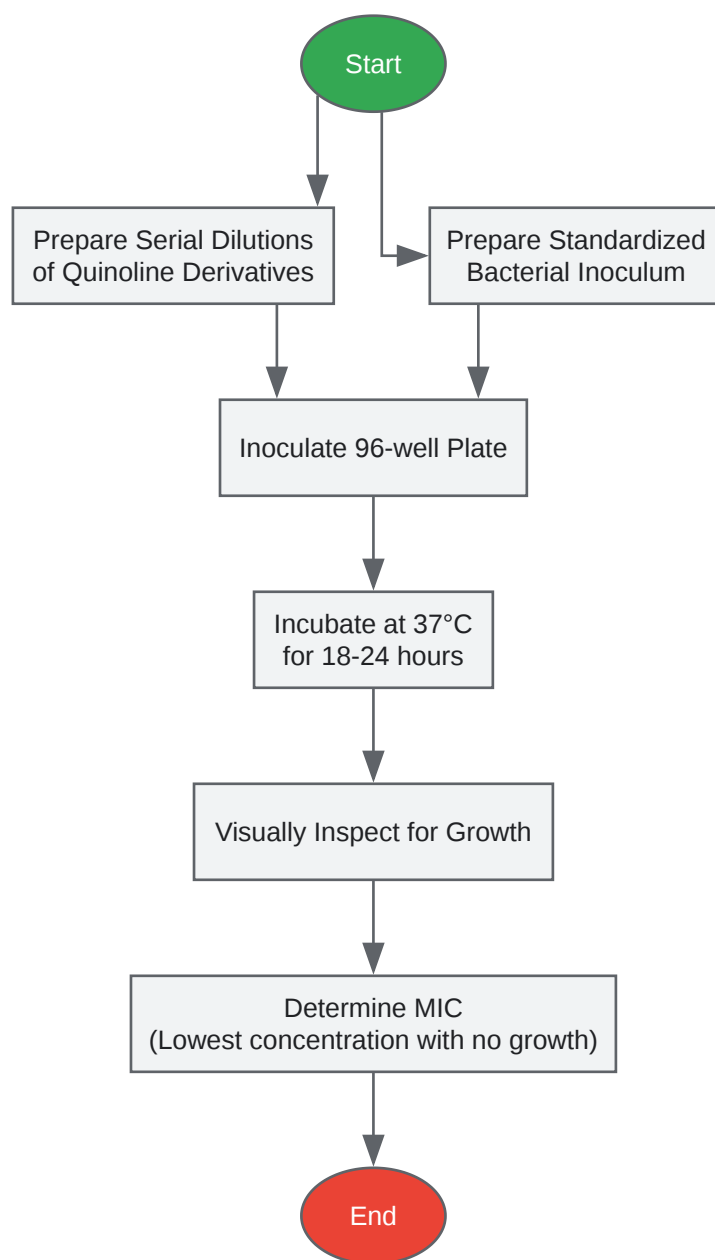 Start
Prepare Serial Dilutions
of Quinoline Derivatives
Prepare Standardized
Bacterial Inoculum
Inoculate 96-well Plate
Incubate at 37°C
for 18-24 hours
Visually Inspect for Growth
Determine MIC
(Lowest concentration with no growth)
End